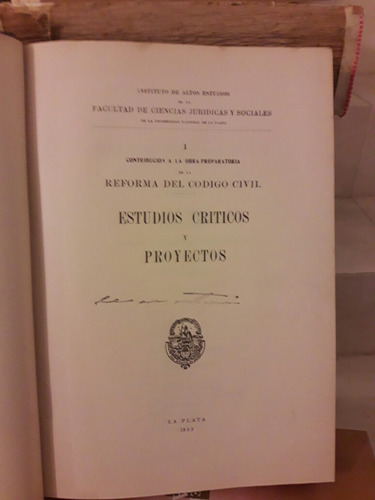 INSTITUTO DE ALTOS ESTUDIOS
DE LA
FACULTAD DE CIENCIAS JURIDICAS Y SOCIALES
DE LA UNIVERSIDAD NACIONAL DE LA PLATA
I
CONTRIBUCION A LA OBRA PREPARATORIA
DE LA
REFORMA DEL CODIGO CIVIL
ESTUDIOS CRITICOS
Y
PROYECTOS
LA PLATA